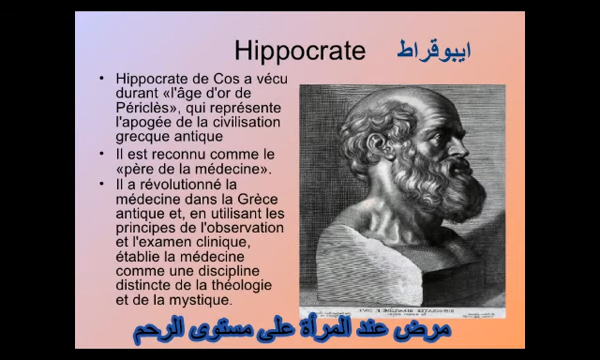 Hippocrate ايبوقراط
• Hippocrate de Cos a vécu
durant «l'âge d'or de
Périclès», qui représente
l'apogée de la civilisation
grecque antique
• Il est reconnu comme le
«père de la médecine».
• Il a révolutionné la
médecine dans la Grèce
antique et, en utilisant les
principes de l'observation
et l'examen clinique,
établie la médecine
comme une discipline
distincte de la théologie
et de la mystique.
مرض عند المرأة على مستوى الرحم